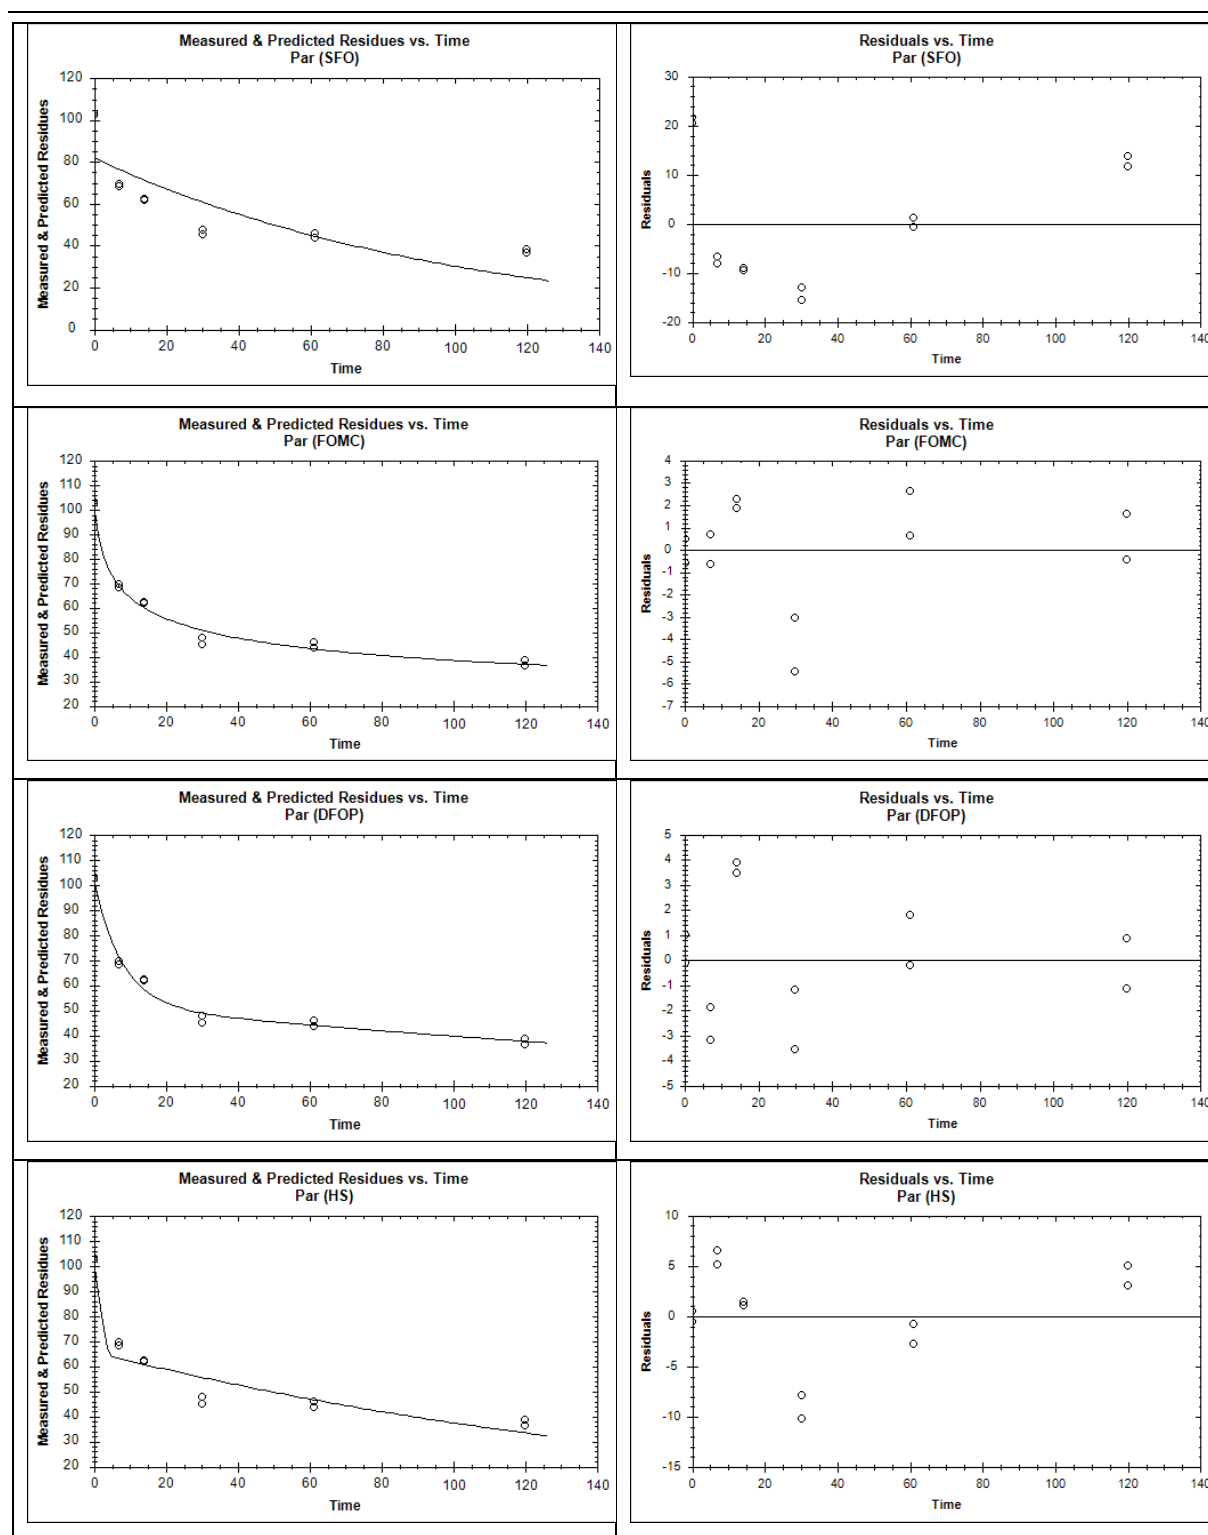 Measured & Predicted Residues vs. Time
Par (SFO)
Measured & Predicted Residues
120
100
80
60
40
20
0
0 20 40 60 80 100 120 140
Time
Residuals vs. Time
Par (SFO)
Residuals
30
20
10
0
-10
-20
0 20 40 60 80 100 120 140
Time
Measured & Predicted Residues vs. Time
Par (FOMC)
Measured & Predicted Residues
120
110
100
90
80
70
60
50
40
30
20
0 20 40 60 80 100 120 140
Time
Residuals vs. Time
Par (FOMC)
Residuals
4
3
2
1
0
-1
-2
-3
-4
-5
-6
-7
0 20 40 60 80 100 120 140
Time
Measured & Predicted Residues vs. Time
Par (DFOP)
Measured & Predicted Residues
120
110
100
90
80
70
60
50
40
30
20
0 20 40 60 80 100 120 140
Time
Residuals vs. Time
Par (DFOP)
Residuals
5
4
3
2
1
0
-1
-2
-3
-4
-5
0 20 40 60 80 100 120 140
Time
Measured & Predicted Residues vs. Time
Par (HS)
Measured & Predicted Residues
120
110
100
90
80
70
60
50
40
30
20
0 20 40 60 80 100 120 140
Time
Residuals vs. Time
Par (HS)
Residuals
10
5
0
-5
-10
-15
0 20 40 60 80 100 120 140
Time